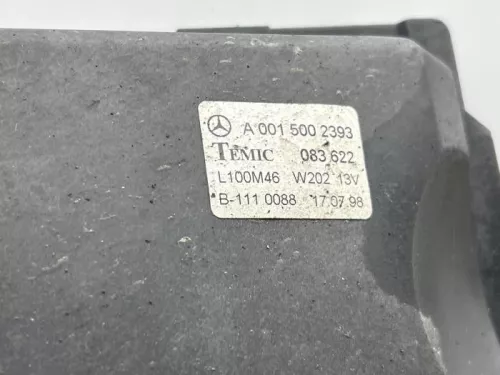 A 001 500 2393
TEMIC 083 622
L100M46 W202 13V
B-111 0088 17.07.98